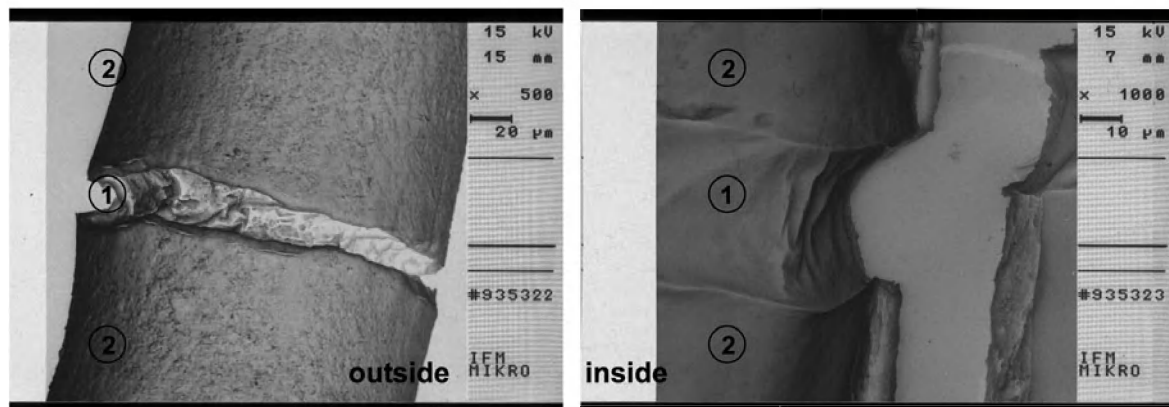 2
1
2
outside
15 kV
15 mm
× 500
20 µm
#935322
IFM
MIKRO
2
1
2
inside
15 kV
7 mm
× 1000
10 µm
#935323
IFM
MIKRO